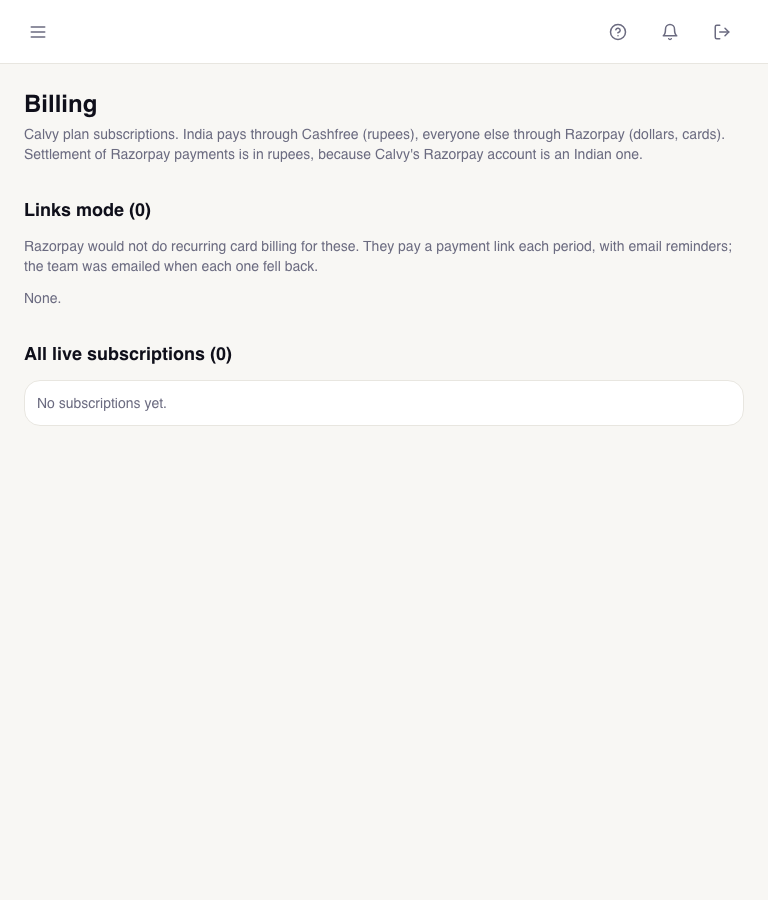 Billing
Calvy plan subscriptions. India pays through Cashfree (rupees), everyone else through Razorpay (dollars, cards).
Settlement of Razorpay payments is in rupees, because Calvy's Razorpay account is an Indian one.
Links mode (0)
Razorpay would not do recurring card billing for these. They pay a payment link each period, with email reminders;
the team was emailed when each one fell back.
None.
All live subscriptions (0)
No subscriptions yet.